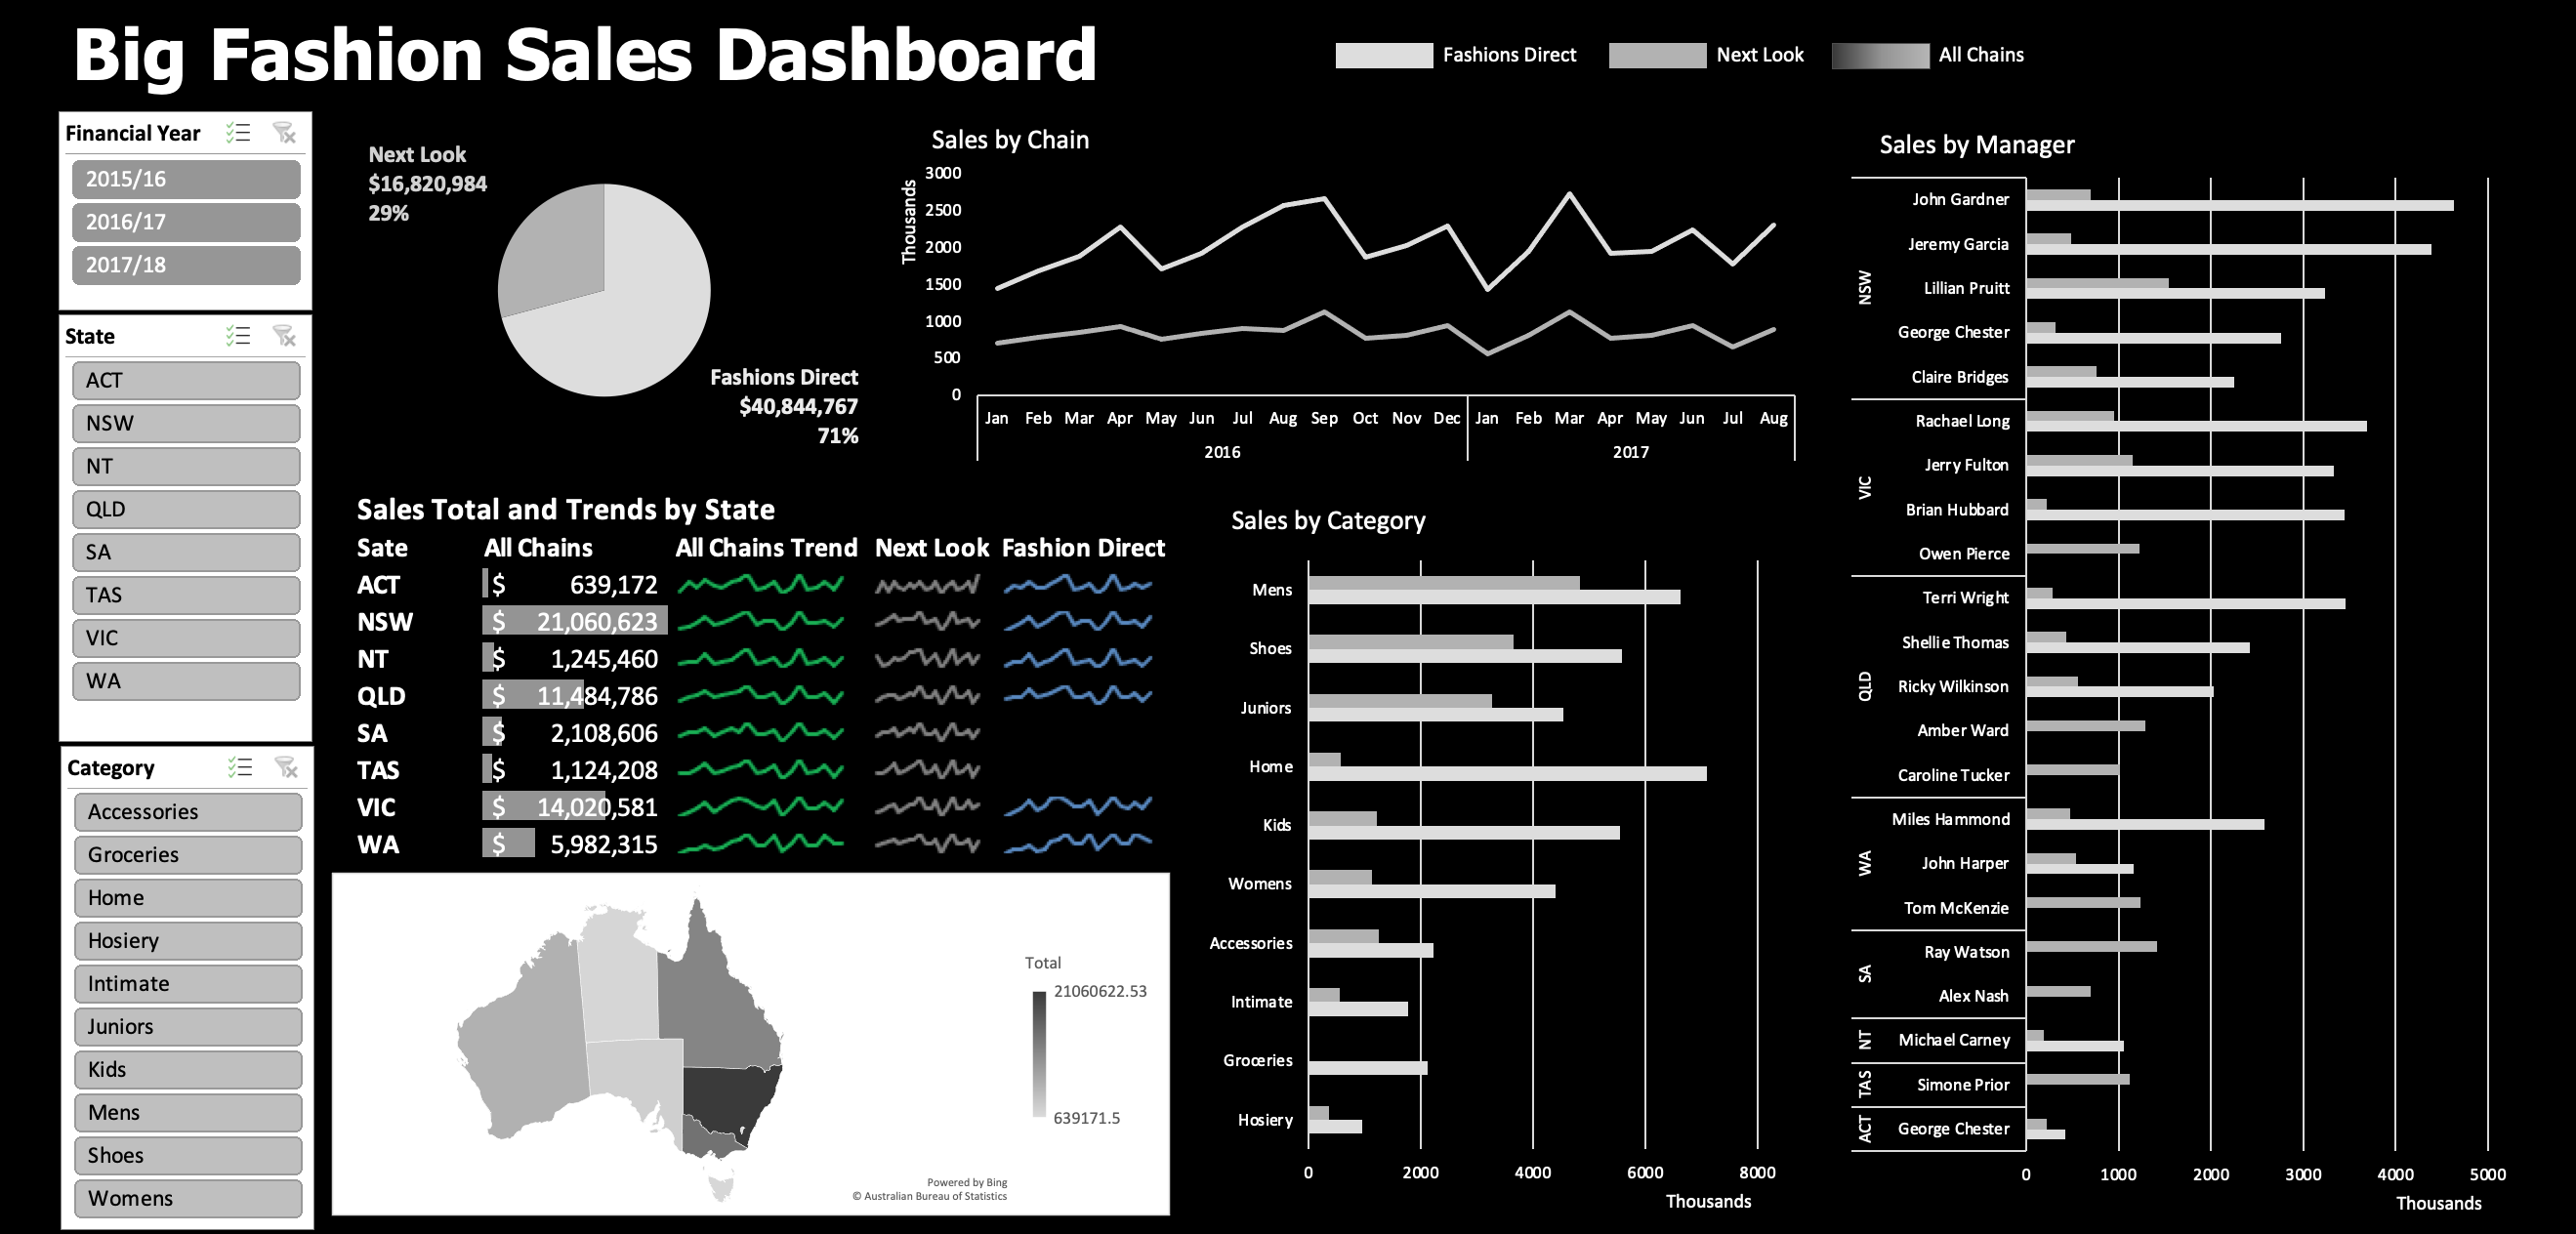 Big Fashion Sales Dashboard
Fashions Direct
Next Look
All Chains
Financial Year
2015/16
2016/17
2017/18
State
ACT
NSW
NT
QLD
SA
TAS
VIC
WA
Category
Accessories
Groceries
Home
Hosiery
Intimate
Juniors
Kids
Mens
Shoes
Womens
Next Look
$16,820,984
29%
Fashions Direct
$40,844,767
71%
Sales by Chain
Thousands
3000
2500
2000
1500
1000
500
0
Jan Feb Mar Apr May Jun Jul Aug Sep Oct Nov Dec Jan Feb Mar Apr May Jun Jul Aug
2016 2017
Sales Total and Trends by State
Sate All Chains All Chains Trend Next Look Fashion Direct
ACT $ 639,172
NSW $ 21,060,623
NT $ 1,245,460
QLD $ 11,484,786
SA $ 2,108,606
TAS $ 1,124,208
VIC $ 14,020,581
WA $ 5,982,315
Total
21060622.53
639171.5
Powered by Bing
© Australian Bureau of Statistics
Sales by Category
Mens
Shoes
Juniors
Home
Kids
Womens
Accessories
Intimate
Groceries
Hosiery
0 2000 4000 6000 8000
Thousands
Sales by Manager
NSW
John Gardner
Jeremy Garcia
Lillian Pruitt
George Chester
Claire Bridges
VIC
Rachael Long
Jerry Fulton
Brian Hubbard
Owen Pierce
QLD
Terri Wright
Shellie Thomas
Ricky Wilkinson
Amber Ward
Caroline Tucker
WA
Miles Hammond
John Harper
Tom McKenzie
SA
Ray Watson
Alex Nash
NT
Michael Carney
TAS
Simone Prior
ACT
George Chester
0 1000 2000 3000 4000 5000
Thousands